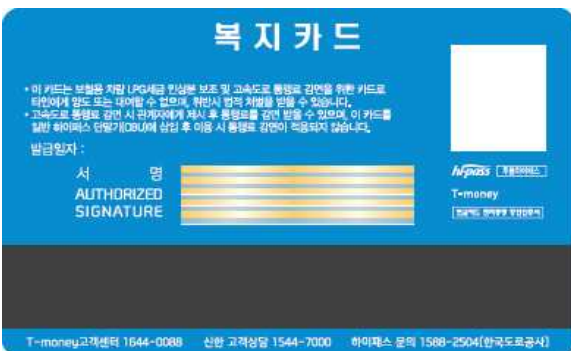 복지카드
• 이 카드는 보철용 차량 LPG세금 인상분 보조 및 고속도로 통행료 감면을 위한 카드로
타인에게 양도 또는 대여할 수 없으며, 위반시 법적 처벌을 받을 수 있습니다.
• 고속도로 통행료 감면 시 관계자에게 제시 후 통행료를 감면 받을 수 있으며, 이 카드를
일반 하이패스 단말기(OBU)에 삽입 후 이용 시 통행료 감면이 적용되지 않습니다.
발급일자 :
서 명
AUTHORIZED
SIGNATURE
hi-pass 후불하이패스
T-money
T-money고객센터 1644-0088 신한 고객상담 1544-7000 하이패스 문의 1588-2504(한국도로공사)